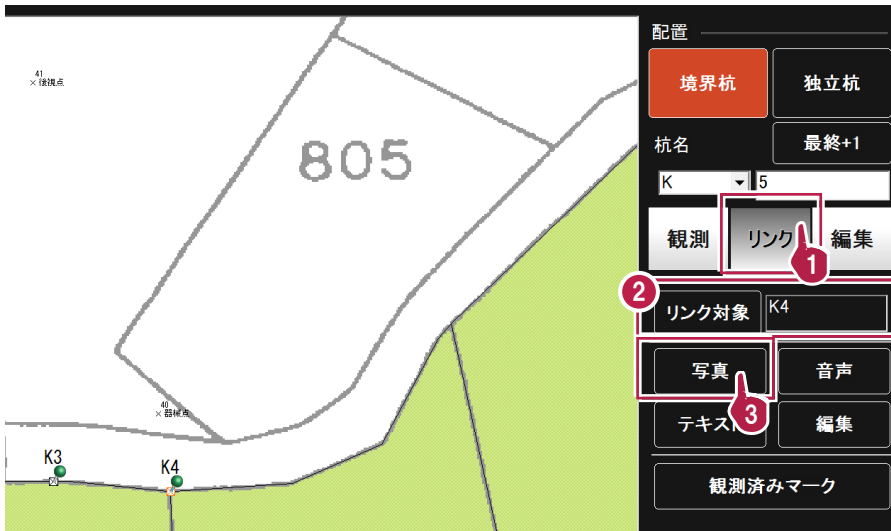 41
×後視点
805
40
×器械点
K3
K4
配置
境界杭
独立杭
杭名
最終+1
K
5
観測
リンク
編集
1
2
リンク対象
K4
写真
音声
3
テキスト
編集
観測済みマーク